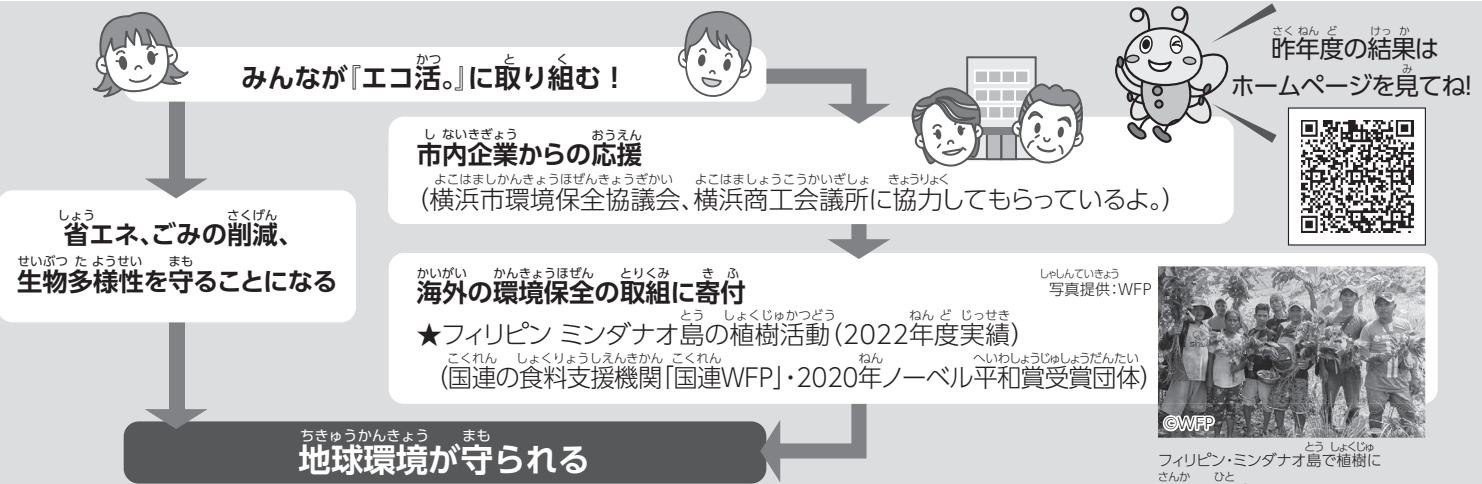 みんなが『エコ活。』に取り組む！
昨年度の結果は
ホームページを見てね!
市内企業からの応援
（横浜市環境保全協議会、横浜商工会議所に協力してもらっているよ。）
省エネ、ごみの削減、
生物多様性を守ることになる
海外の環境保全の取組に寄付
写真提供：WFP
★フィリピン ミンダナオ島の植樹活動（2022年度実績）
（国連の食料支援機関「国連WFP」・2020年ノーベル平和賞受賞団体）
©WFP
地球環境が守られる
フィリピン・ミンダナオ島で植樹に
さんか ひと